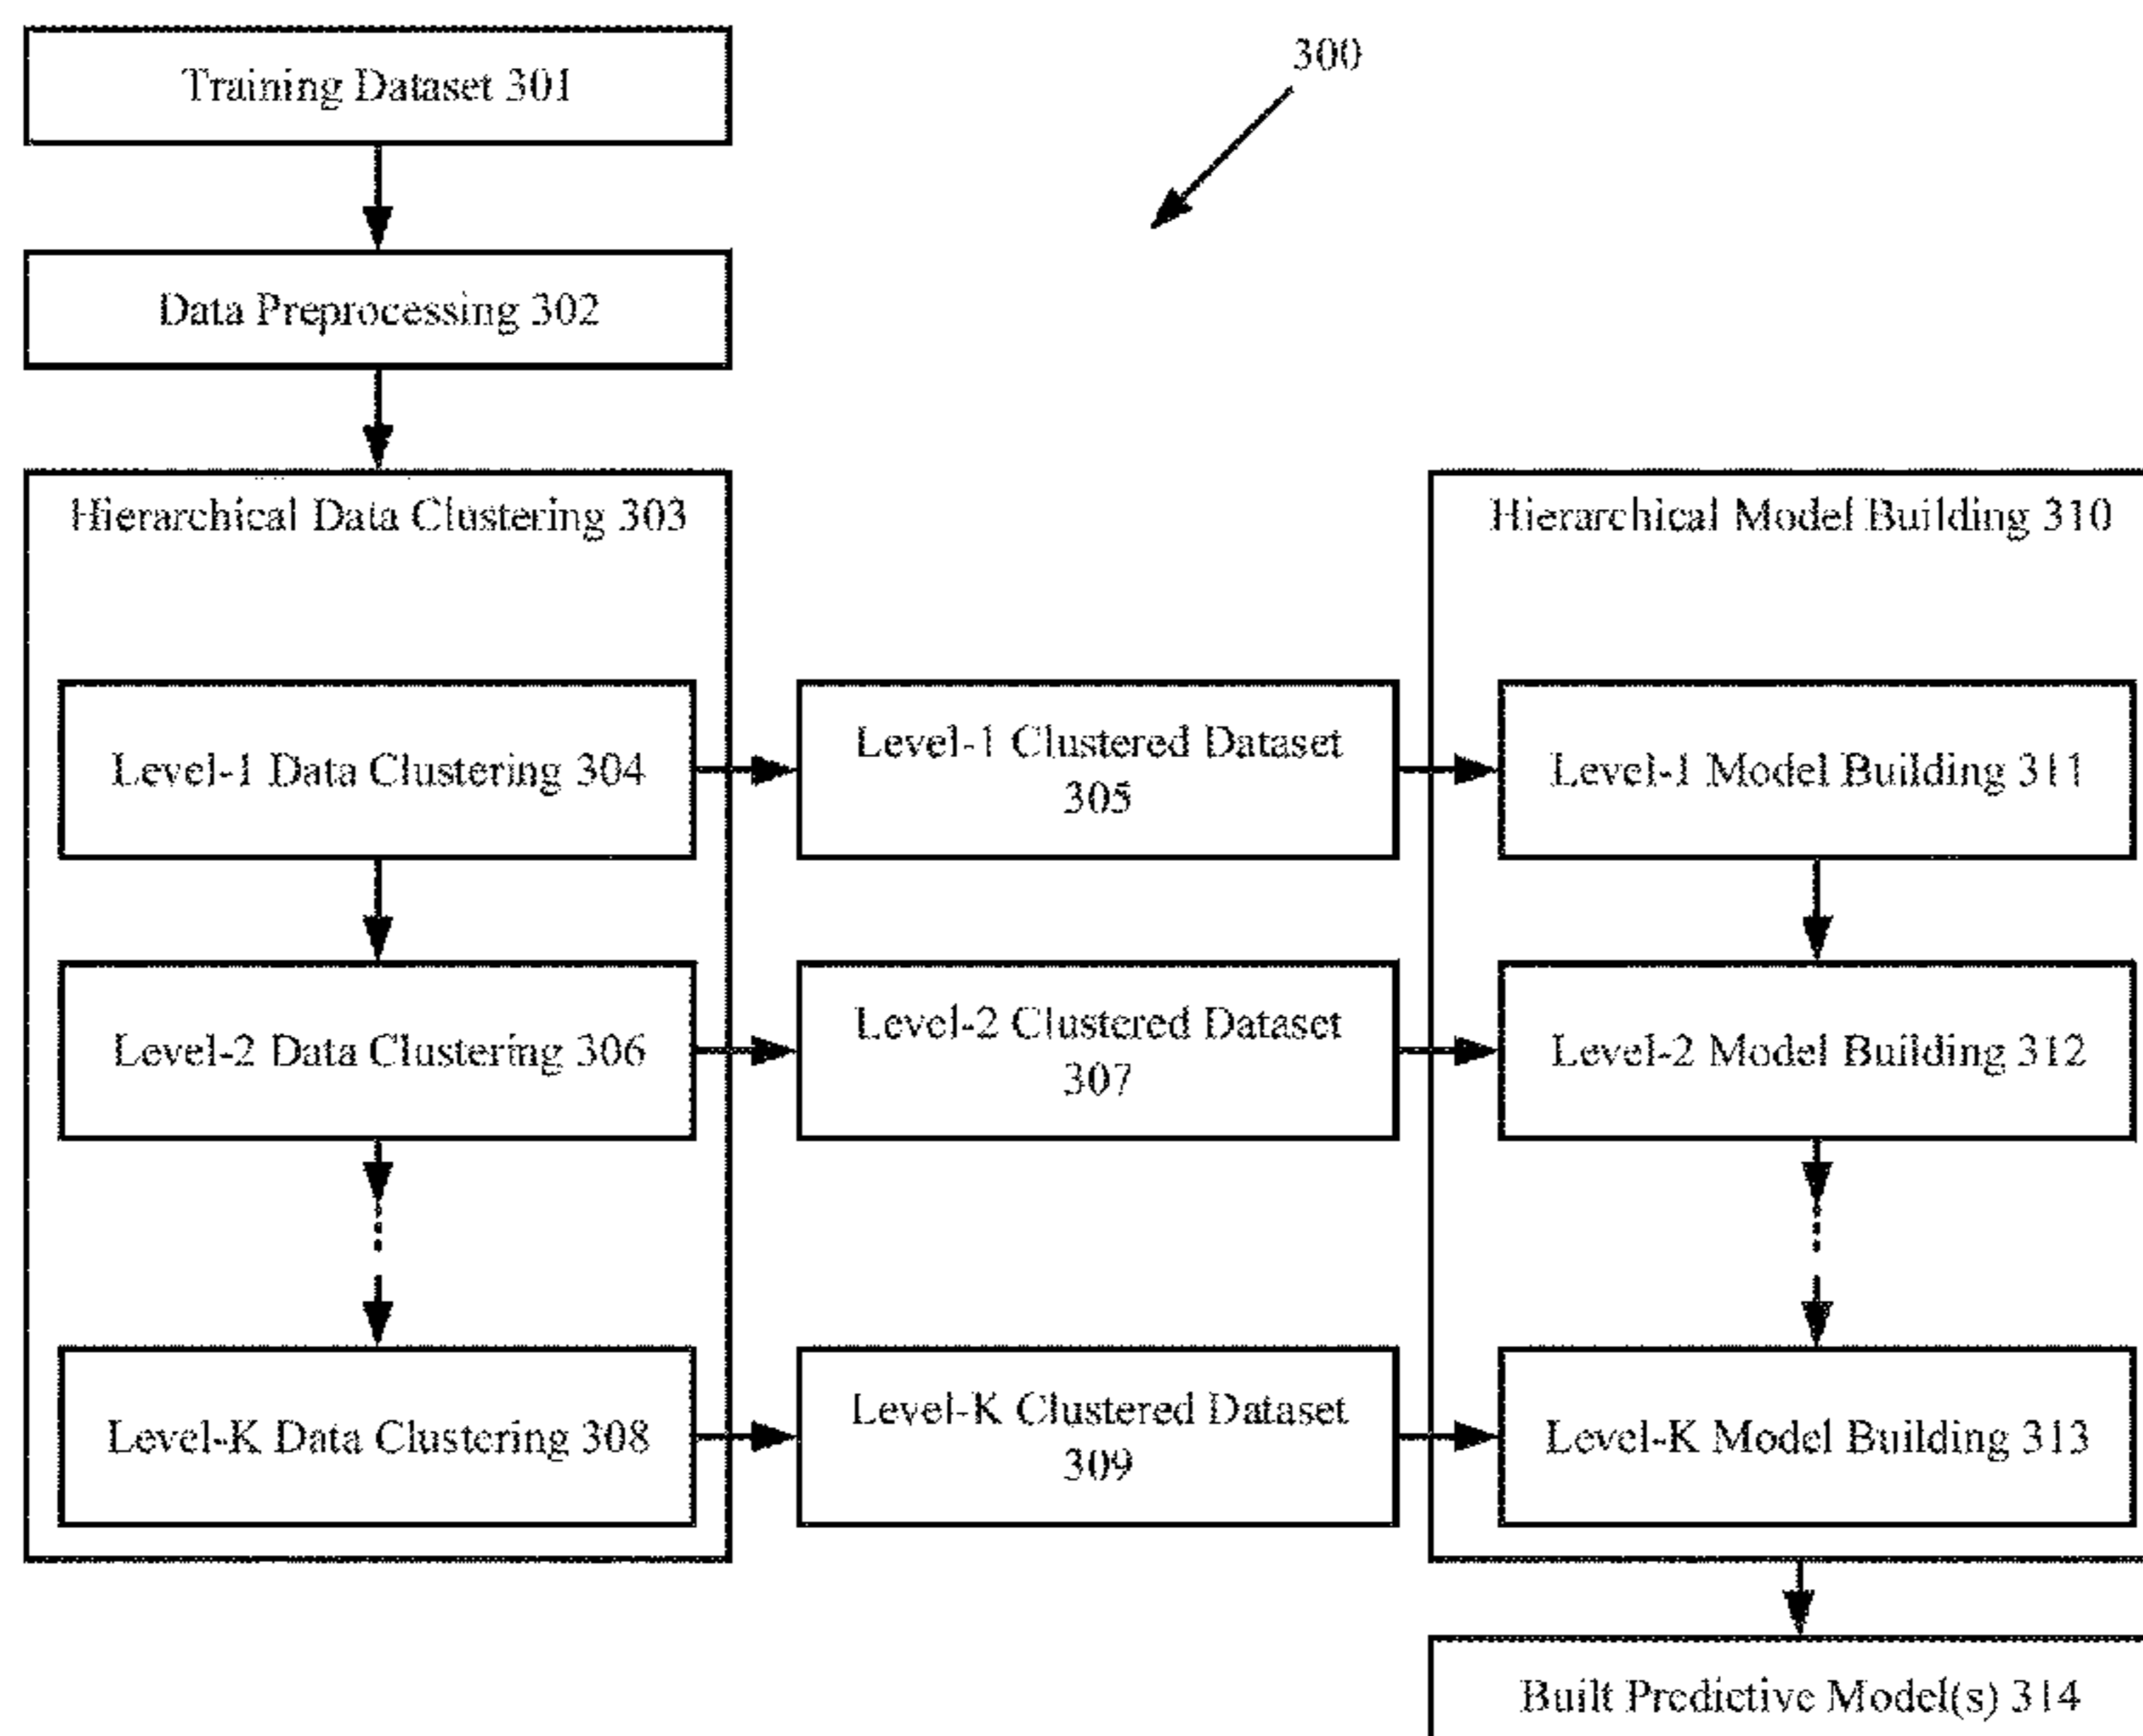 Training Dataset 301
300
Data Preprocessing 302
Hierarchical Data Clustering 303
Hierarchical Model Building 310
Level-1 Data Clustering 304
Level-1 Clustered Dataset
305
Level-1 Model Building 311
Level-2 Data Clustering 306
Level-2 Clustered Dataset
307
Level-2 Model Building 312
Level-K Data Clustering 308
Level-K Clustered Dataset
309
Level-K Model Building 313
Built Predictive Model(s) 314